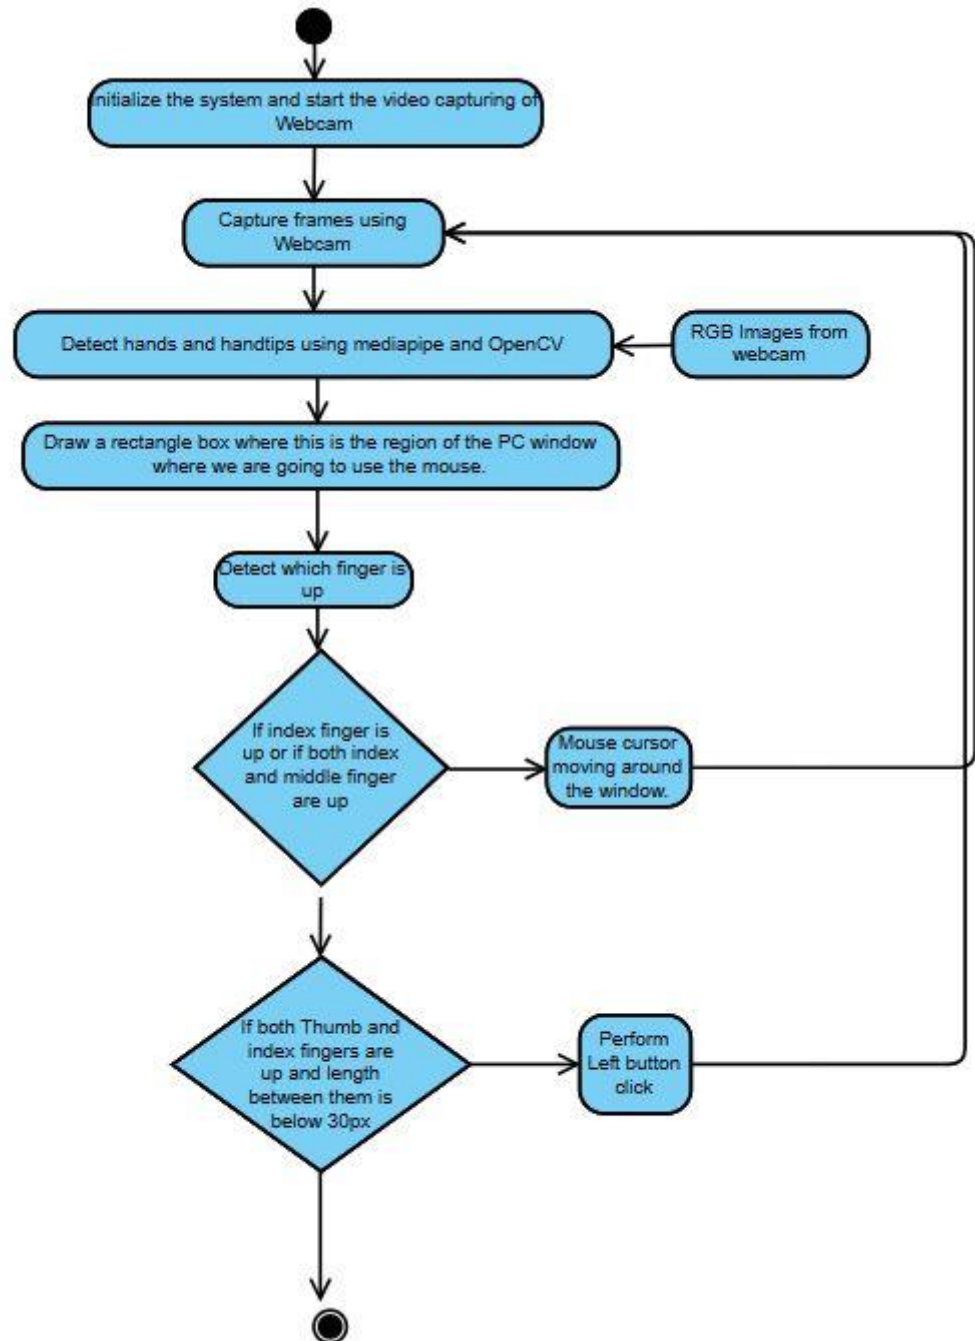 Initialize the system and start the video capturing of
Webcam
Capture frames using
Webcam
Detect hands and handtips using mediapipe and OpenCV
RGB Images from
webcam
Draw a rectangle box where this is the region of the PC window
where we are going to use the mouse.
Detect which finger is
up
If index finger is
up or if both index
and middle finger
are up
Mouse cursor
moving around
the window.
If both Thumb and
index fingers are
up and length
between them is
below 30px
Perform
Left button
click